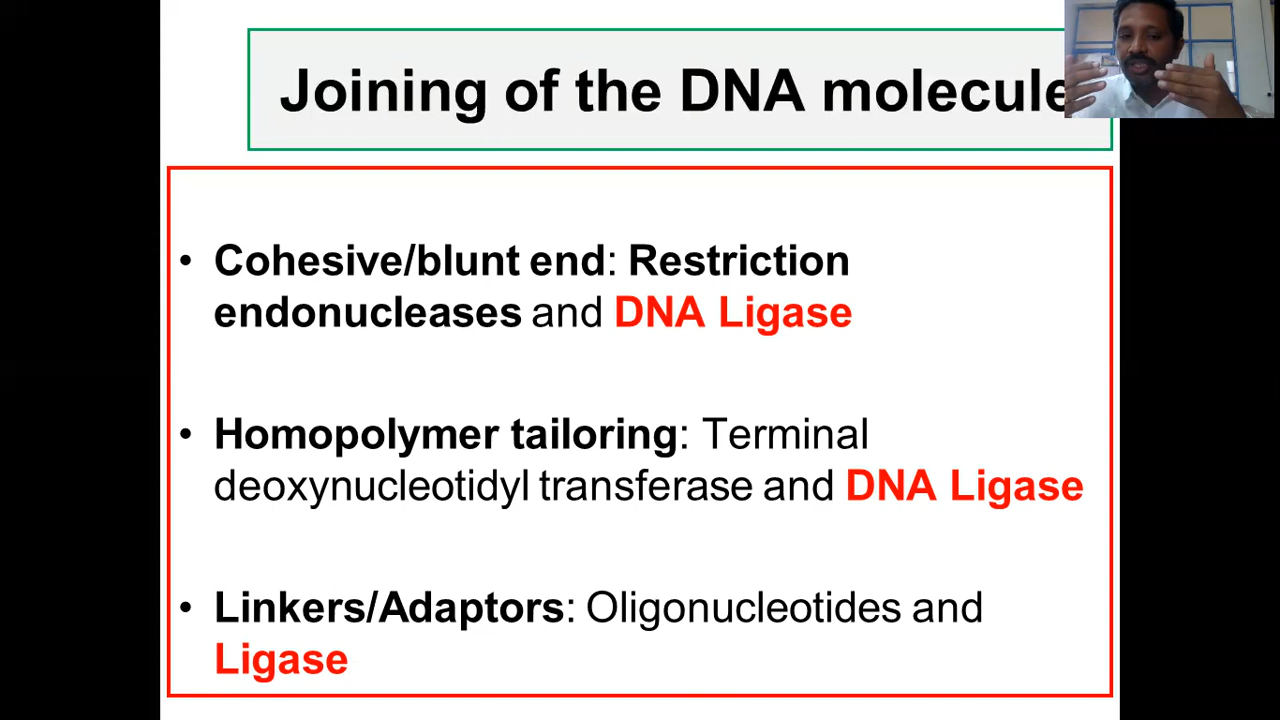 Joining of the DNA molecule
• Cohesive/blunt end: Restriction
endonucleases and DNA Ligase
• Homopolymer tailoring: Terminal
deoxynucleotidyl transferase and DNA Ligase
• Linkers/Adaptors: Oligonucleotides and
Ligase